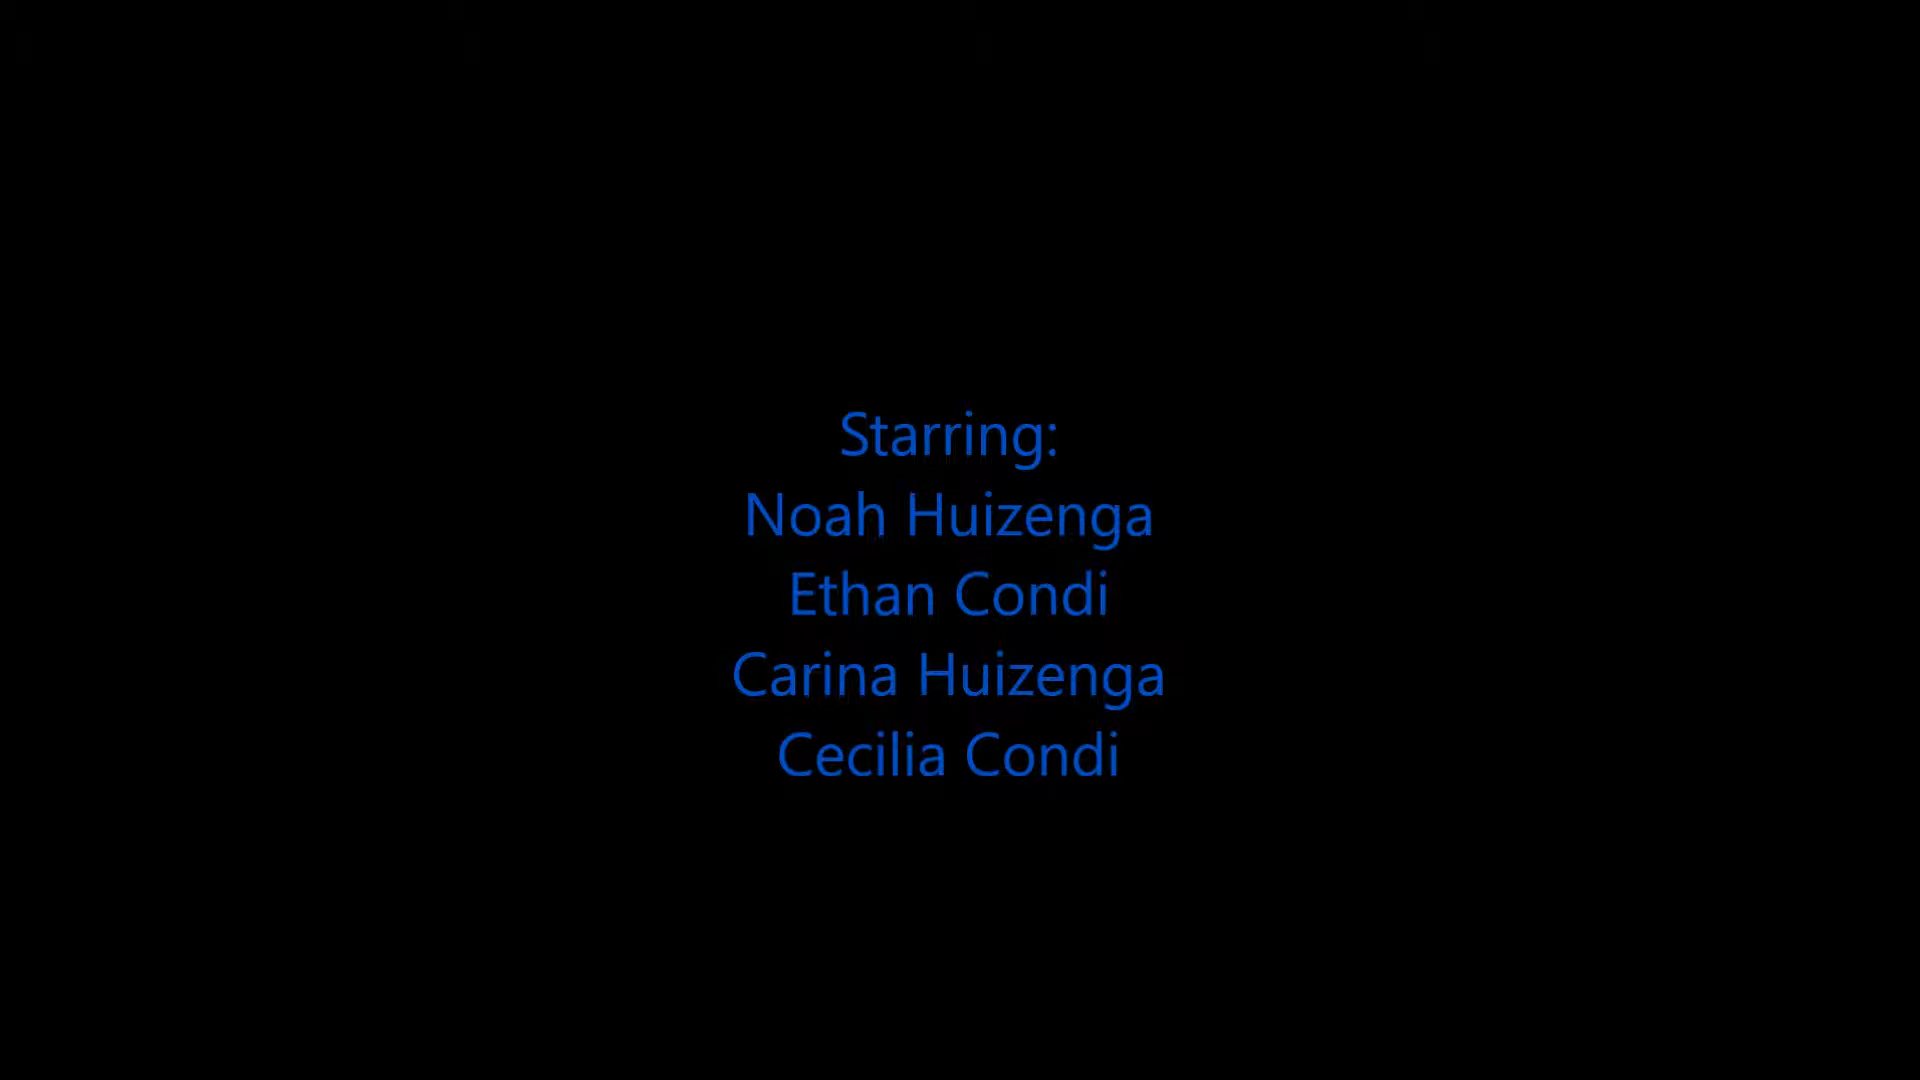 Starring:
Noah Huizenga
Ethan Condi
Carina Huizenga
Cecilia Condi